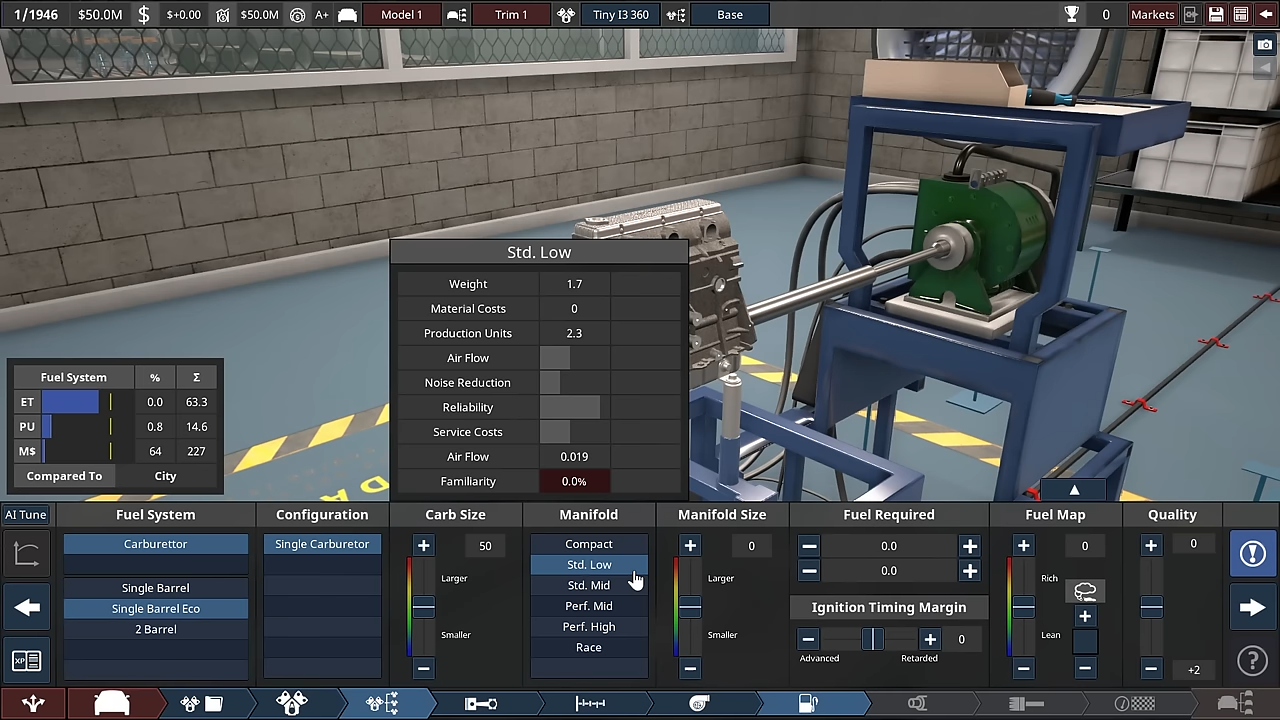 1/1946 $50.0M $ $+0.00 $50.0M A+ Model 1 Trim 1 Tiny I3 360 Base 0 Markets
Std. Low
Weight 1.7
Material Costs 0
Production Units 2.3
Air Flow
Noise Reduction
Reliability
Service Costs
Air Flow 0.019
Familiarity 0.0%
Fuel System % Σ
ET 0.0 63.3
PU 0.8 14.6
M$ 64 227
Compared To City
AI Tune
XP
Fuel System
Carburettor
Single Barrel
Single Barrel Eco
2 Barrel
Configuration
Single Carburetor
Carb Size
50
Larger
Smaller
Manifold
Compact
Std. Low
Std. Mid
Perf. Mid
Perf. High
Race
Manifold Size
0
Larger
Smaller
Fuel Required
0.0
0.0
Ignition Timing Margin
0
Advanced Retarded
Fuel Map
0
Rich
Lean
Quality
0
+2